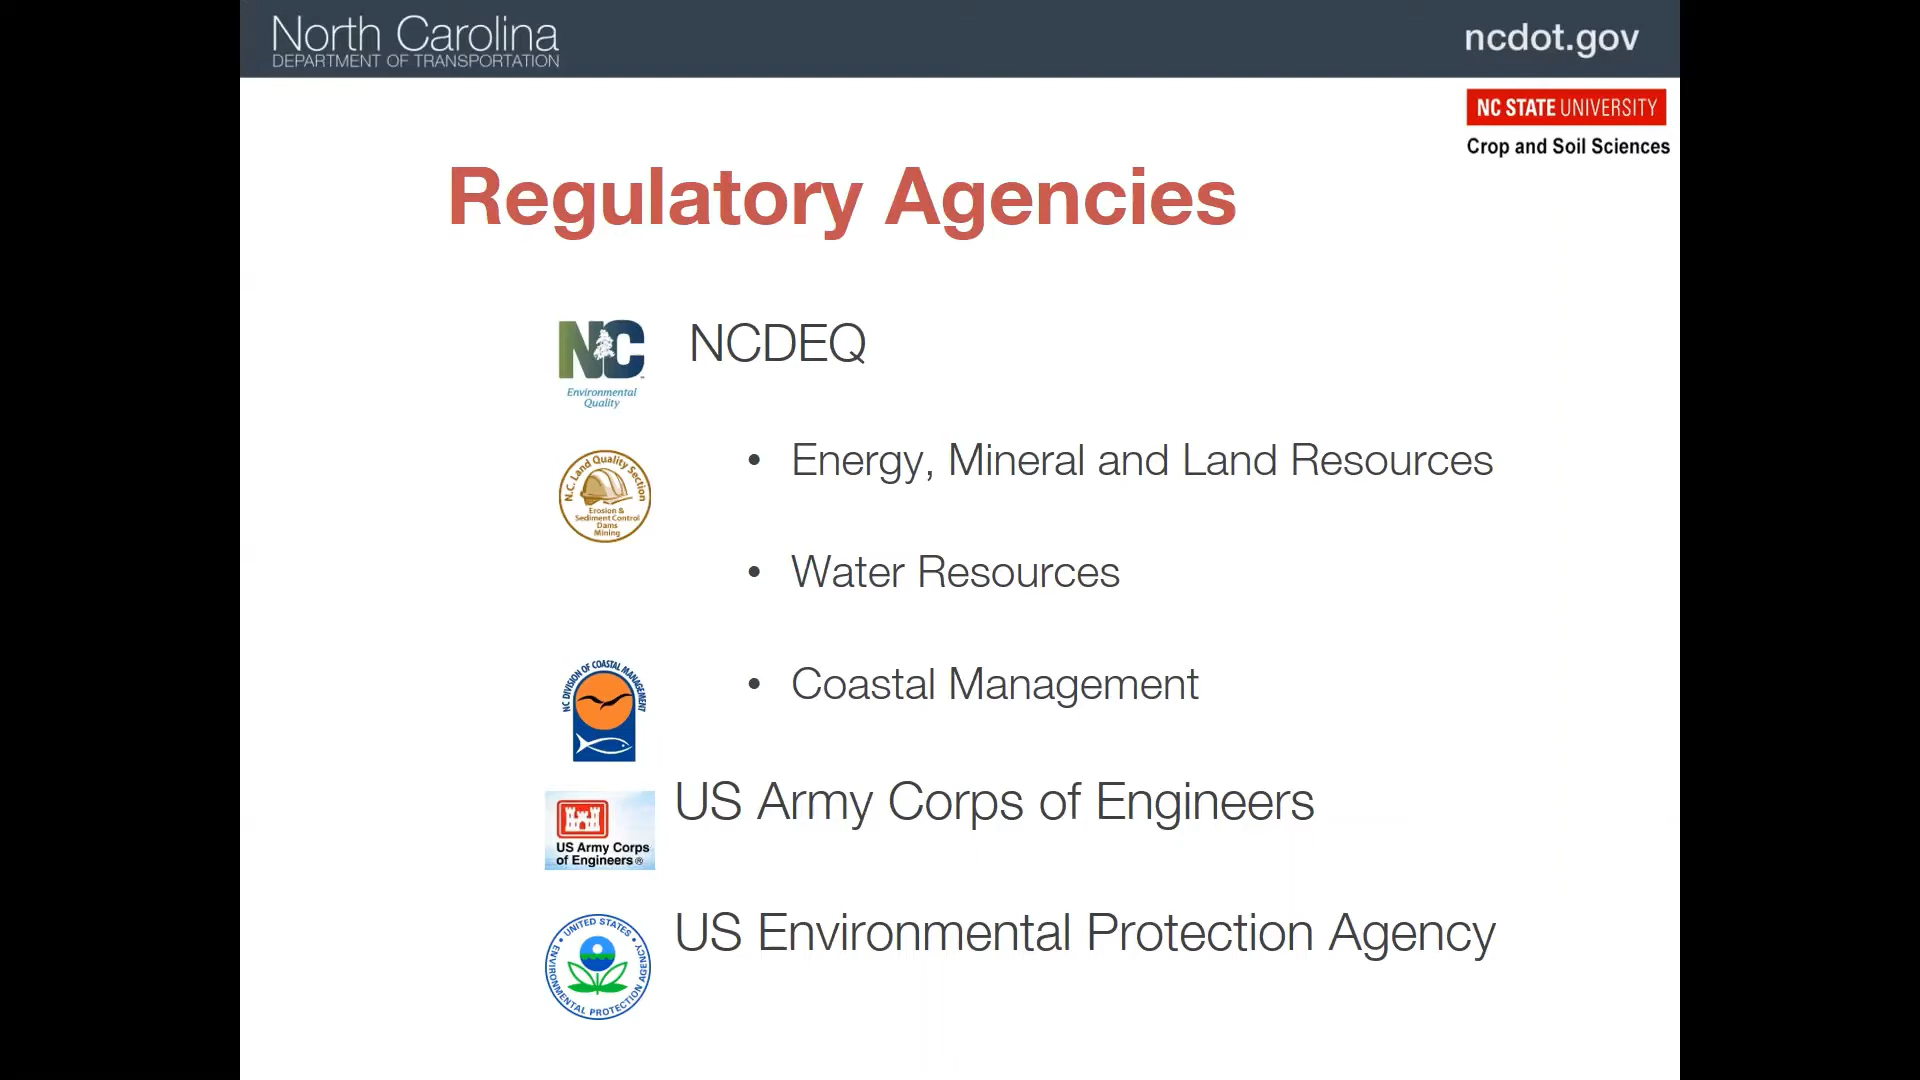 North Carolina
DEPARTMENT OF TRANSPORTATION
ncdot.gov
NC STATE UNIVERSITY
Crop and Soil Sciences
Regulatory Agencies
NC
Environmental
Quality
NCDEQ
N.C. Land Quality Section
Erosion &
Sediment Control
Dams
Mining
• Energy, Mineral and Land Resources
• Water Resources
NC DIVISION OF COASTAL MANAGEMENT
• Coastal Management
US Army Corps
of Engineers®
US Army Corps of Engineers
UNITED STATES
ENVIRONMENTAL PROTECTION AGENCY
US Environmental Protection Agency